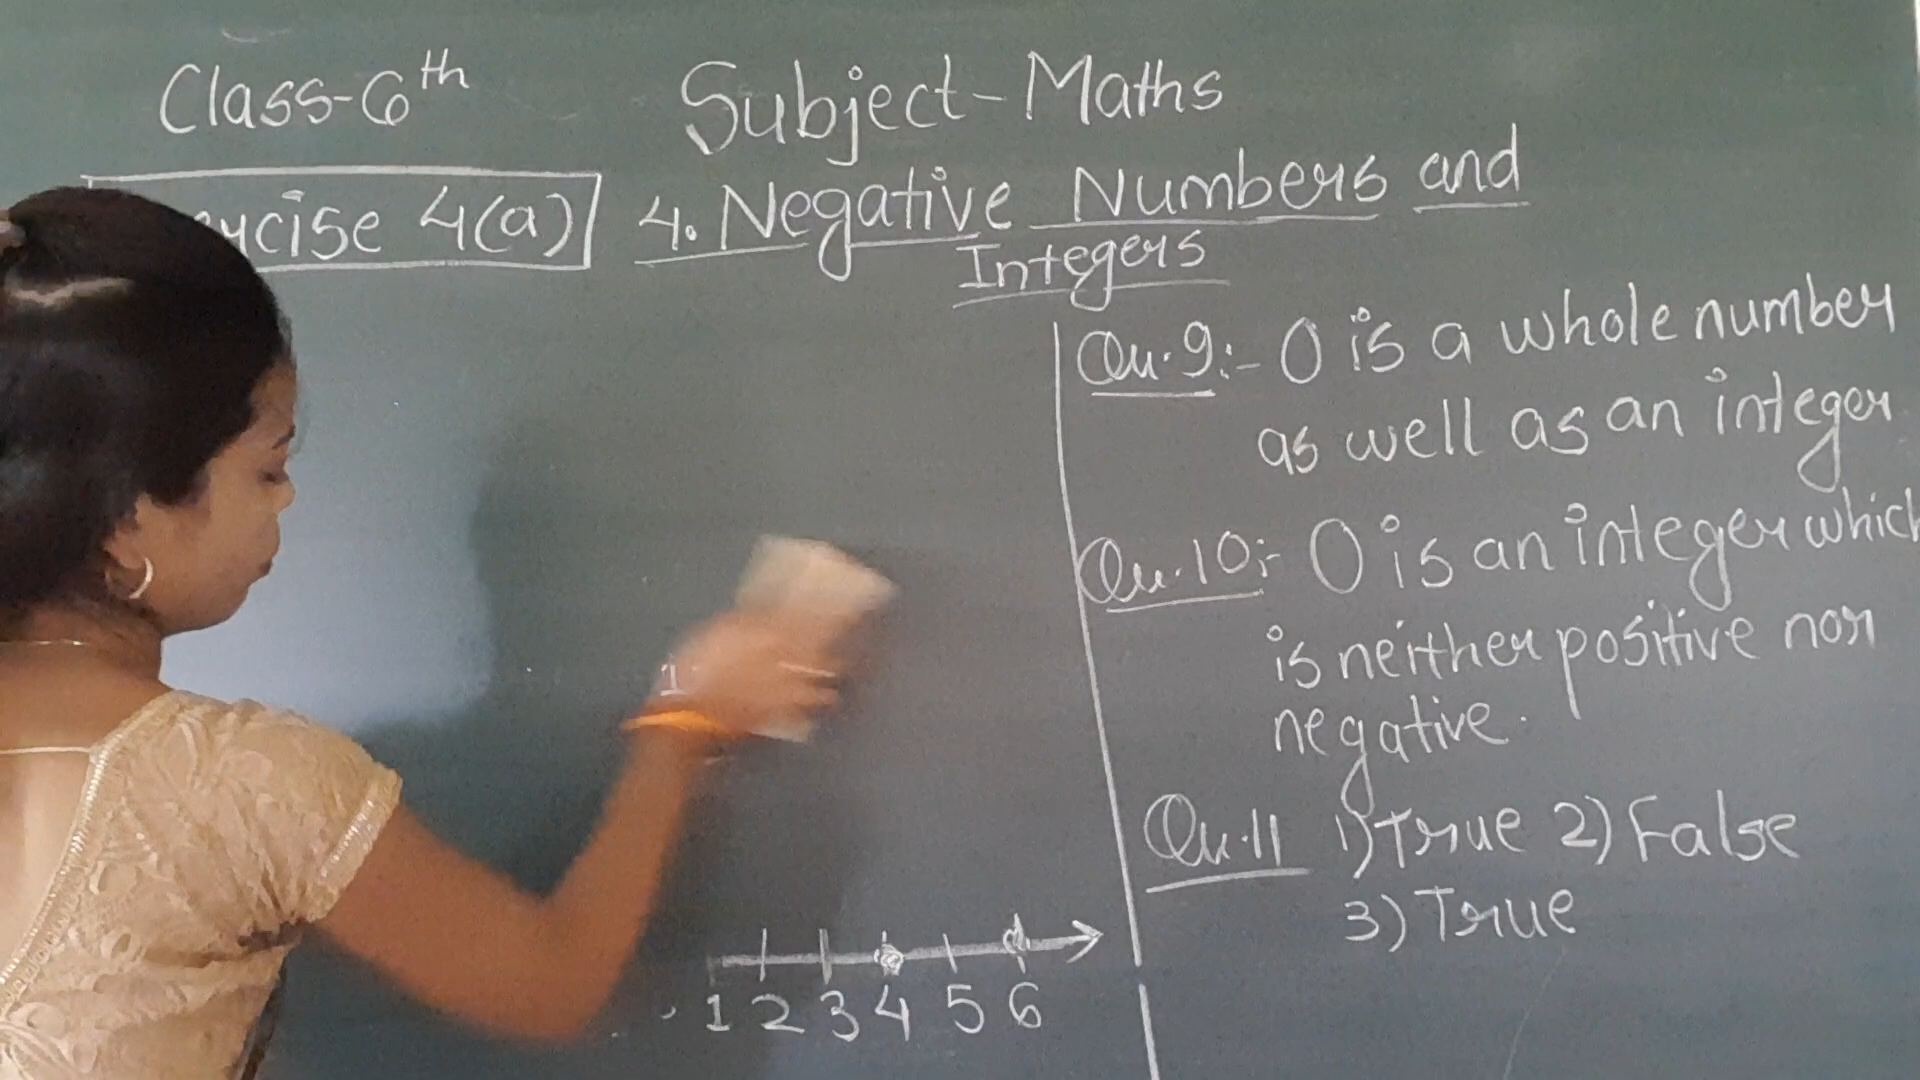 Class-6th Subject-Maths
ercise 4(a) 4. Negative Numbers and
Integers
Qu.9:- 0 is a whole number
as well as an integer
Qu.10:- 0 is an integer which
is neither positive nor
negative.
Qu.11 1) True 2) False
3) True
1
1 2 3 4 5 6